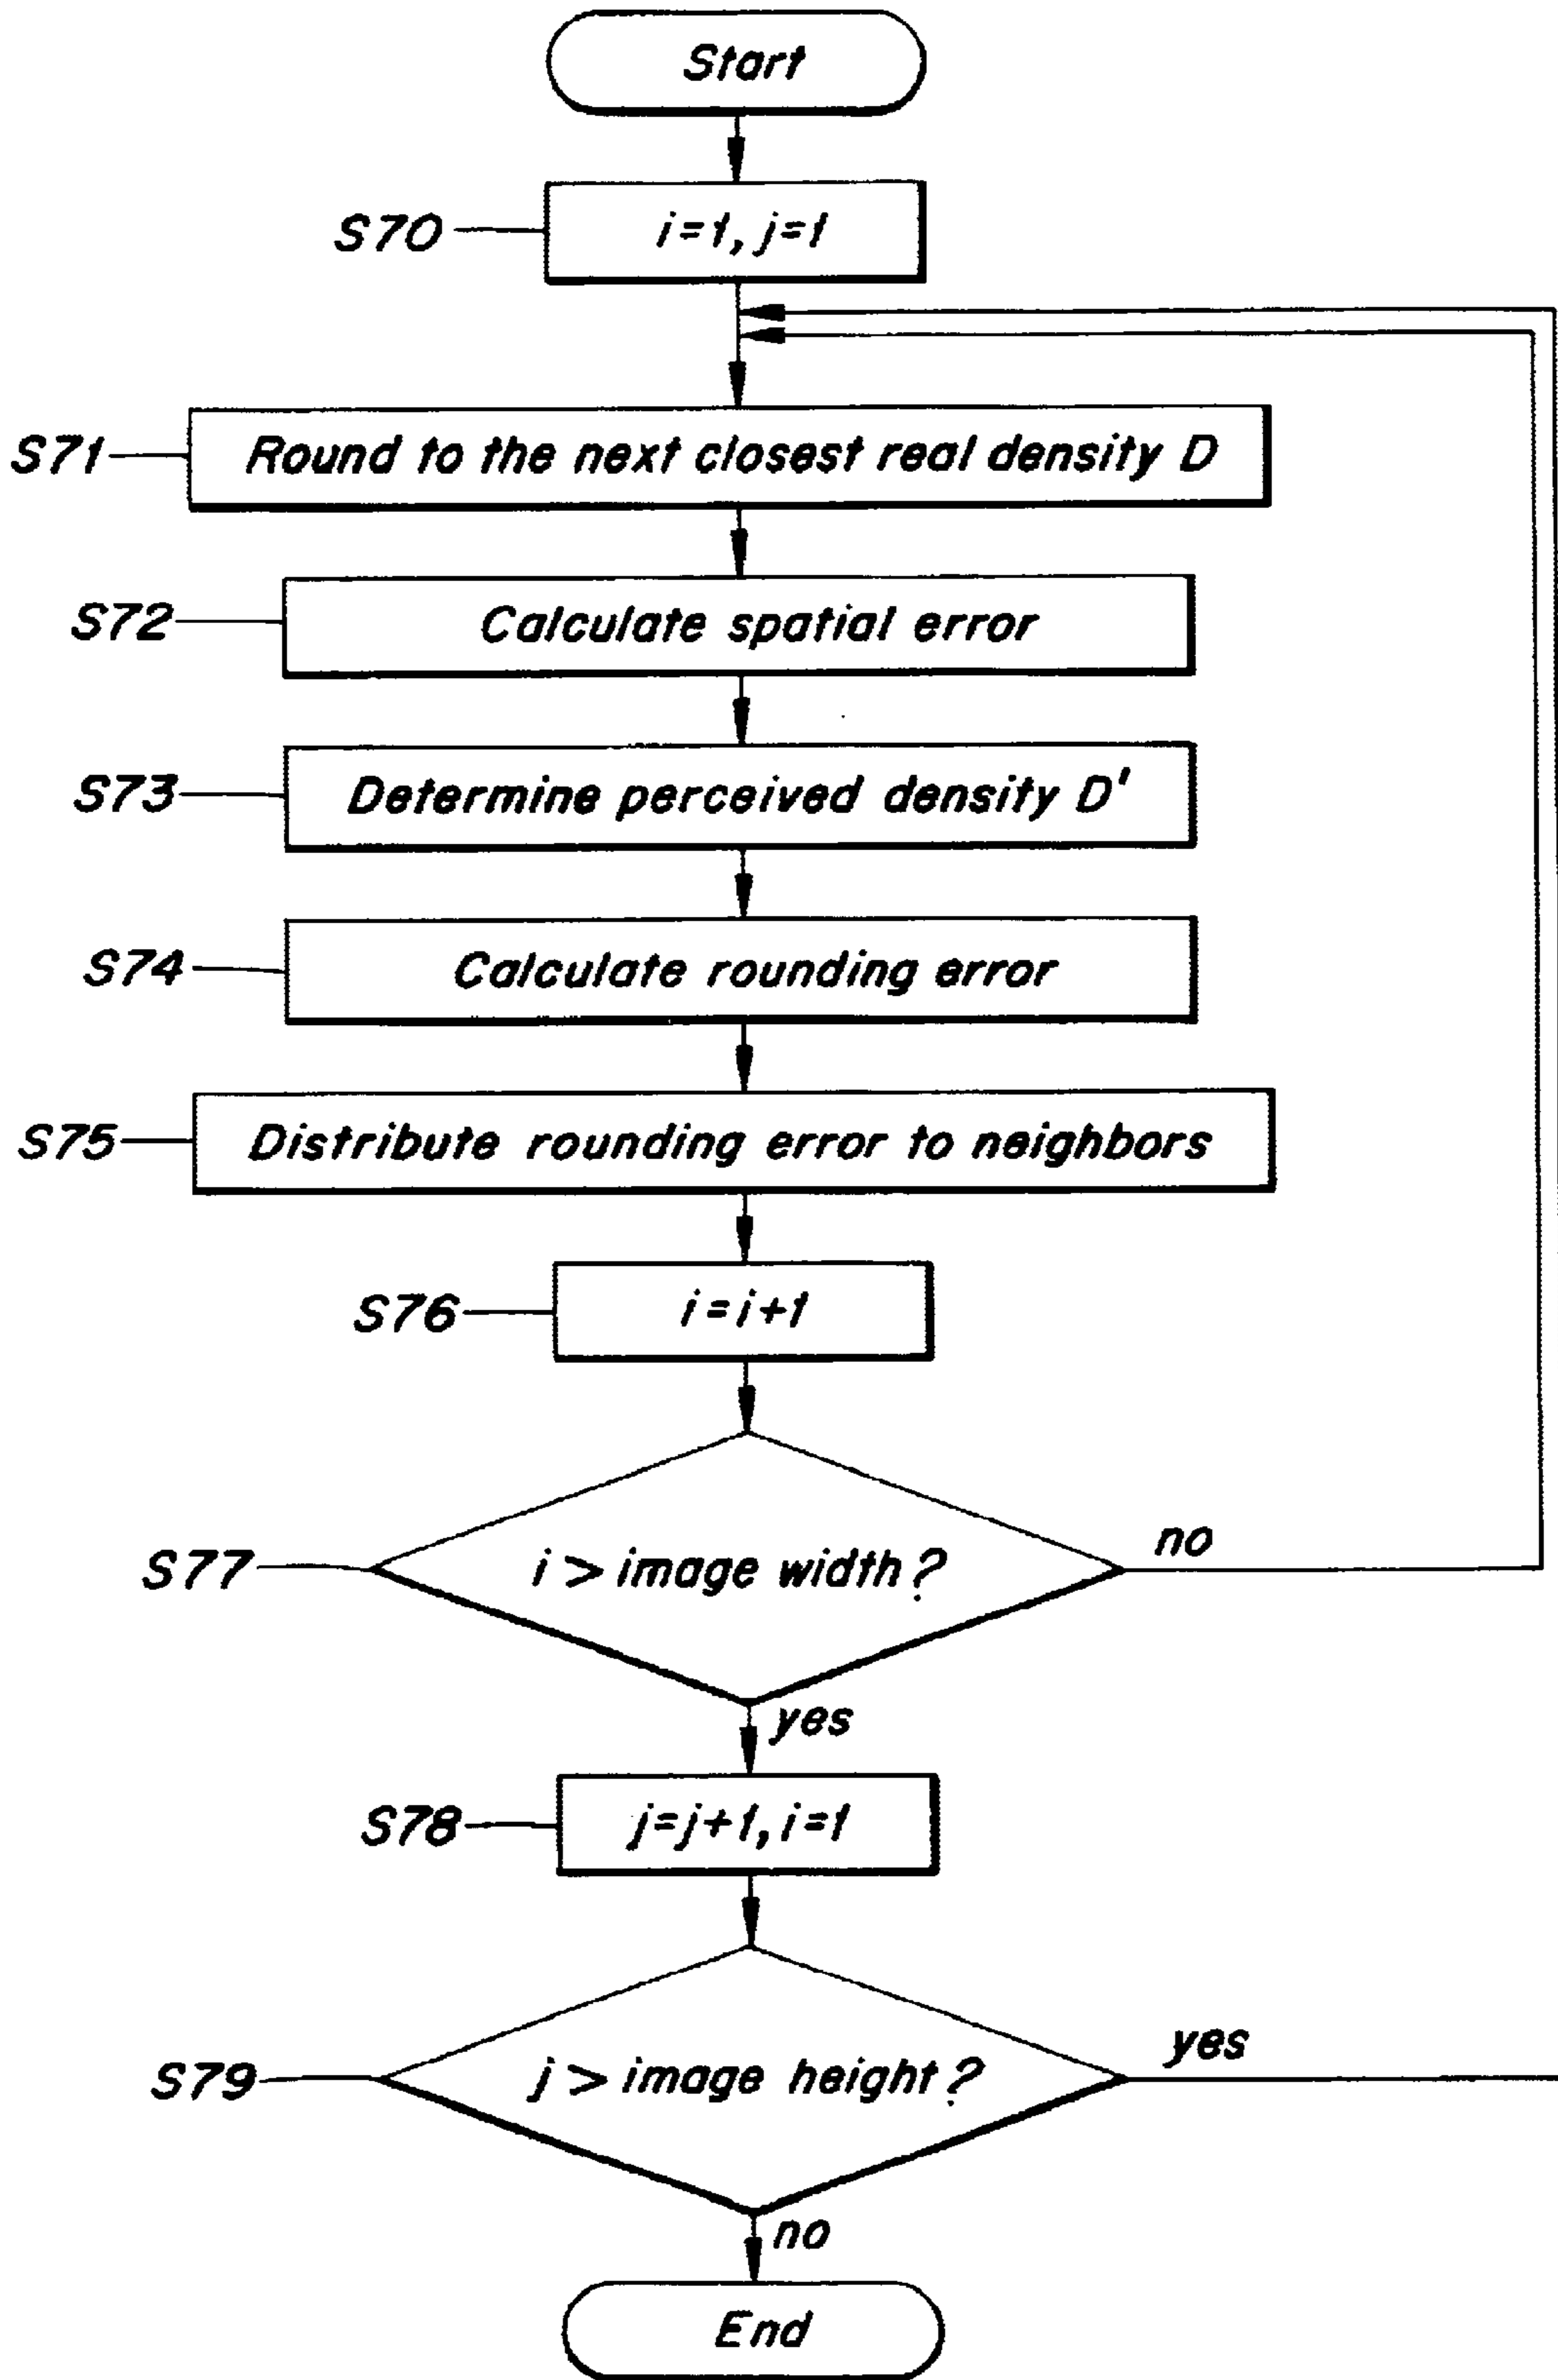 Start
S70
i=1, j=1
S71
Round to the next closest real density D
S72
Calculate spatial error
S73
Determine perceived density D'
S74
Calculate rounding error
S75
Distribute rounding error to neighbors
S76
i=i+1
S77
i > image width?
no
yes
S78
j=j+1, i=1
S79
j > image height?
yes
no
End